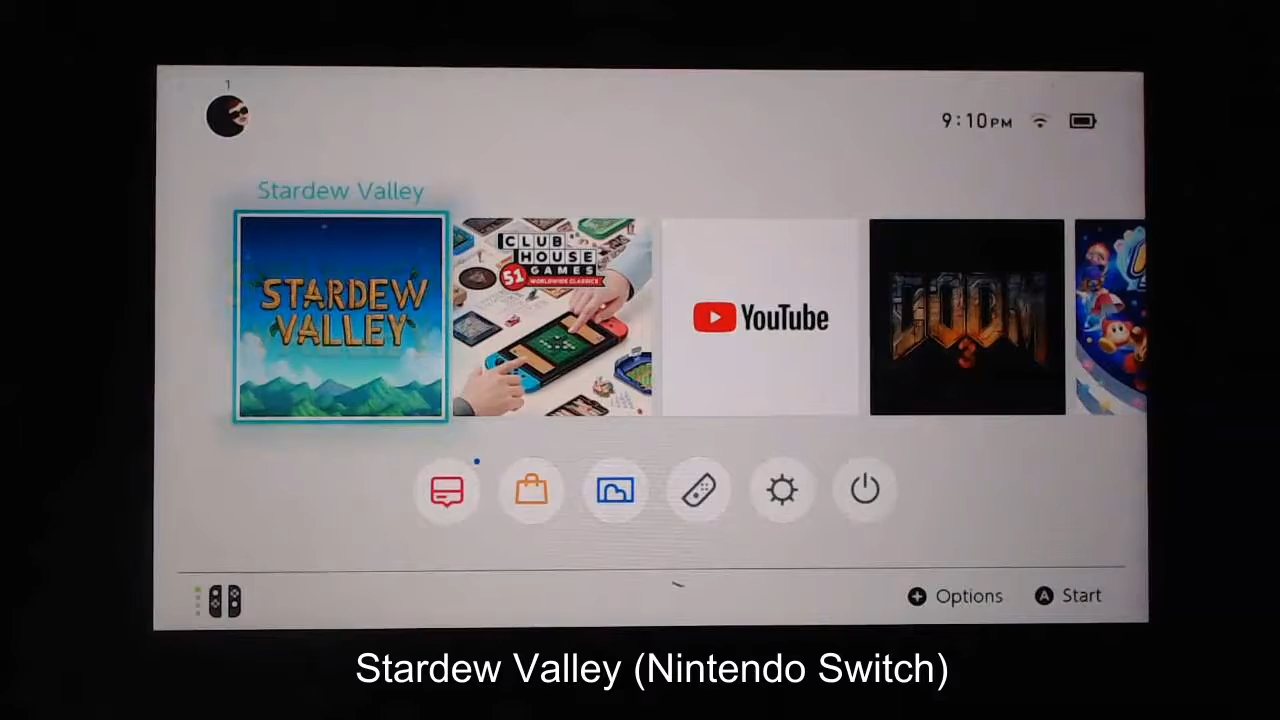 1
9:10PM
Stardew Valley
STARDEW
VALLEY
CLUB
HOUSE
GAMES
51 WORLDWIDE CLASSICS
YouTube
DOOM
3
Options
A Start
Stardew Valley (Nintendo Switch)